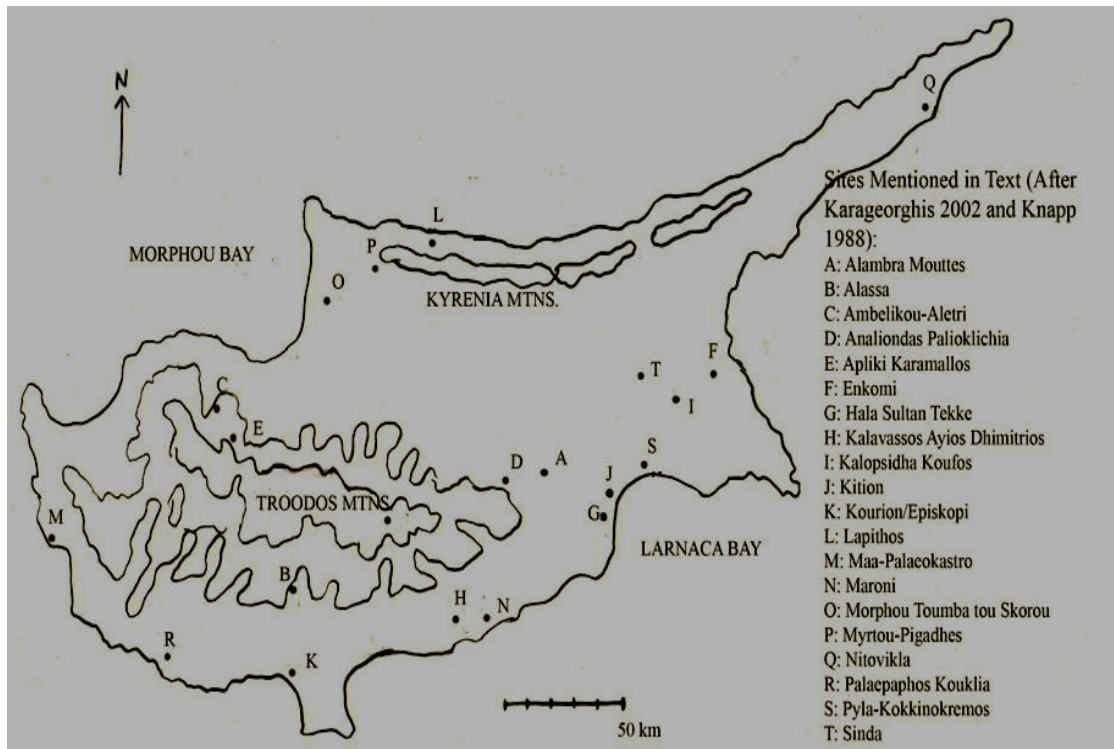 N
Q
Sites Mentioned in Text (After
Karageorghis 2002 and Knapp
1988):
A: Alambra Mouttes
B: Alassa
C: Ambelikou-Aletri
D: Analiondas Palioklichia
E: Apliki Karamallos
F: Enkomi
G: Hala Sultan Tekke
H: Kalavassos Ayios Dhimitrios
I: Kalopsidha Koufos
J: Kition
K: Kourion/Episkopi
L: Lapithos
M: Maa-Palaeokastro
N: Maroni
O: Morphou Toumba tou Skorou
P: Myrtou-Pigadhes
Q: Nitovikla
R: Palaepaphos Kouklia
S: Pyla-Kokkinokremos
T: Sinda
L
MORPHOU BAY
P
O
KYRENIA MTNS.
F
T
I
C
E
S
D
A
J
TROODOS MTNS
G
M
LARNACA BAY
B
H
N
R
K
50 km